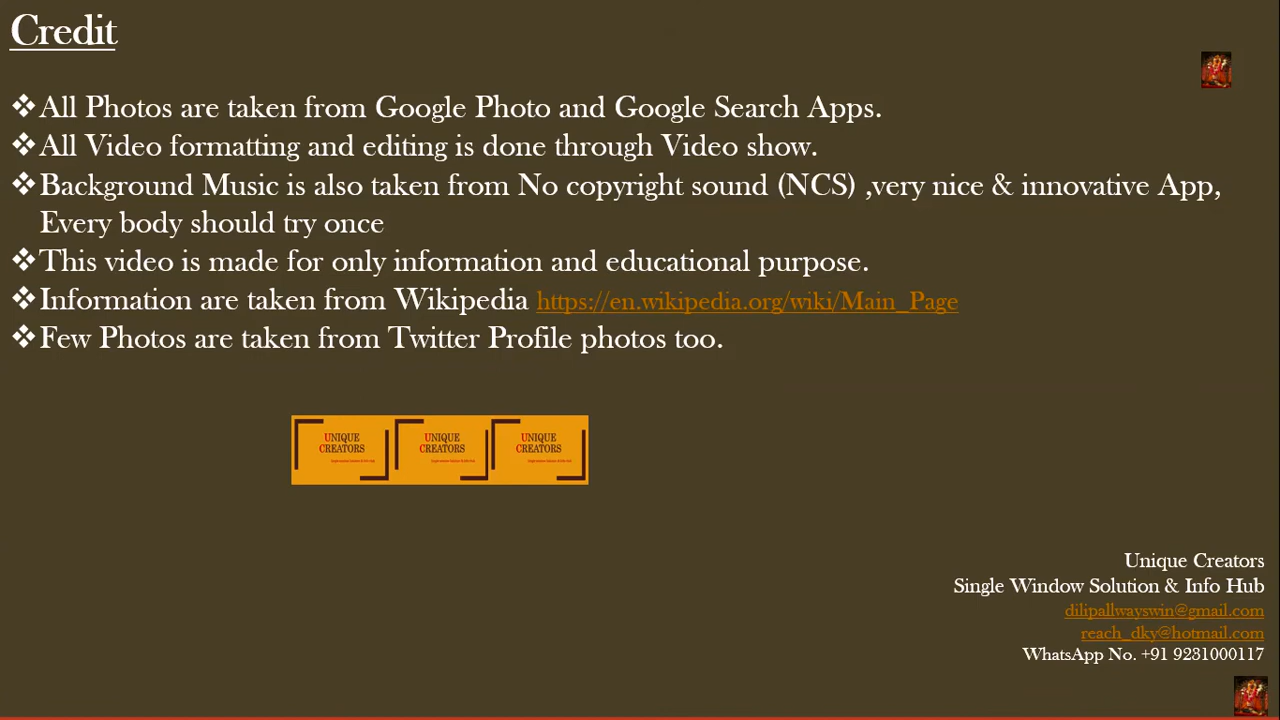 Credit
❖All Photos are taken from Google Photo and Google Search Apps.
❖All Video formatting and editing is done through Video show.
❖Background Music is also taken from No copyright sound (NCS) ,very nice & innovative App,
Every body should try once
❖This video is made for only information and educational purpose.
❖Information are taken from Wikipedia https://en.wikipedia.org/wiki/Main_Page
❖Few Photos are taken from Twitter Profile photos too.
UNIQUE UNIQUE UNIQUE
CREATORS CREATORS CREATORS
Unique Creators
Single Window Solution & Info Hub
dilipallwayswin@gmail.com
reach_dky@hotmail.com
WhatsApp No. +91 9231000117